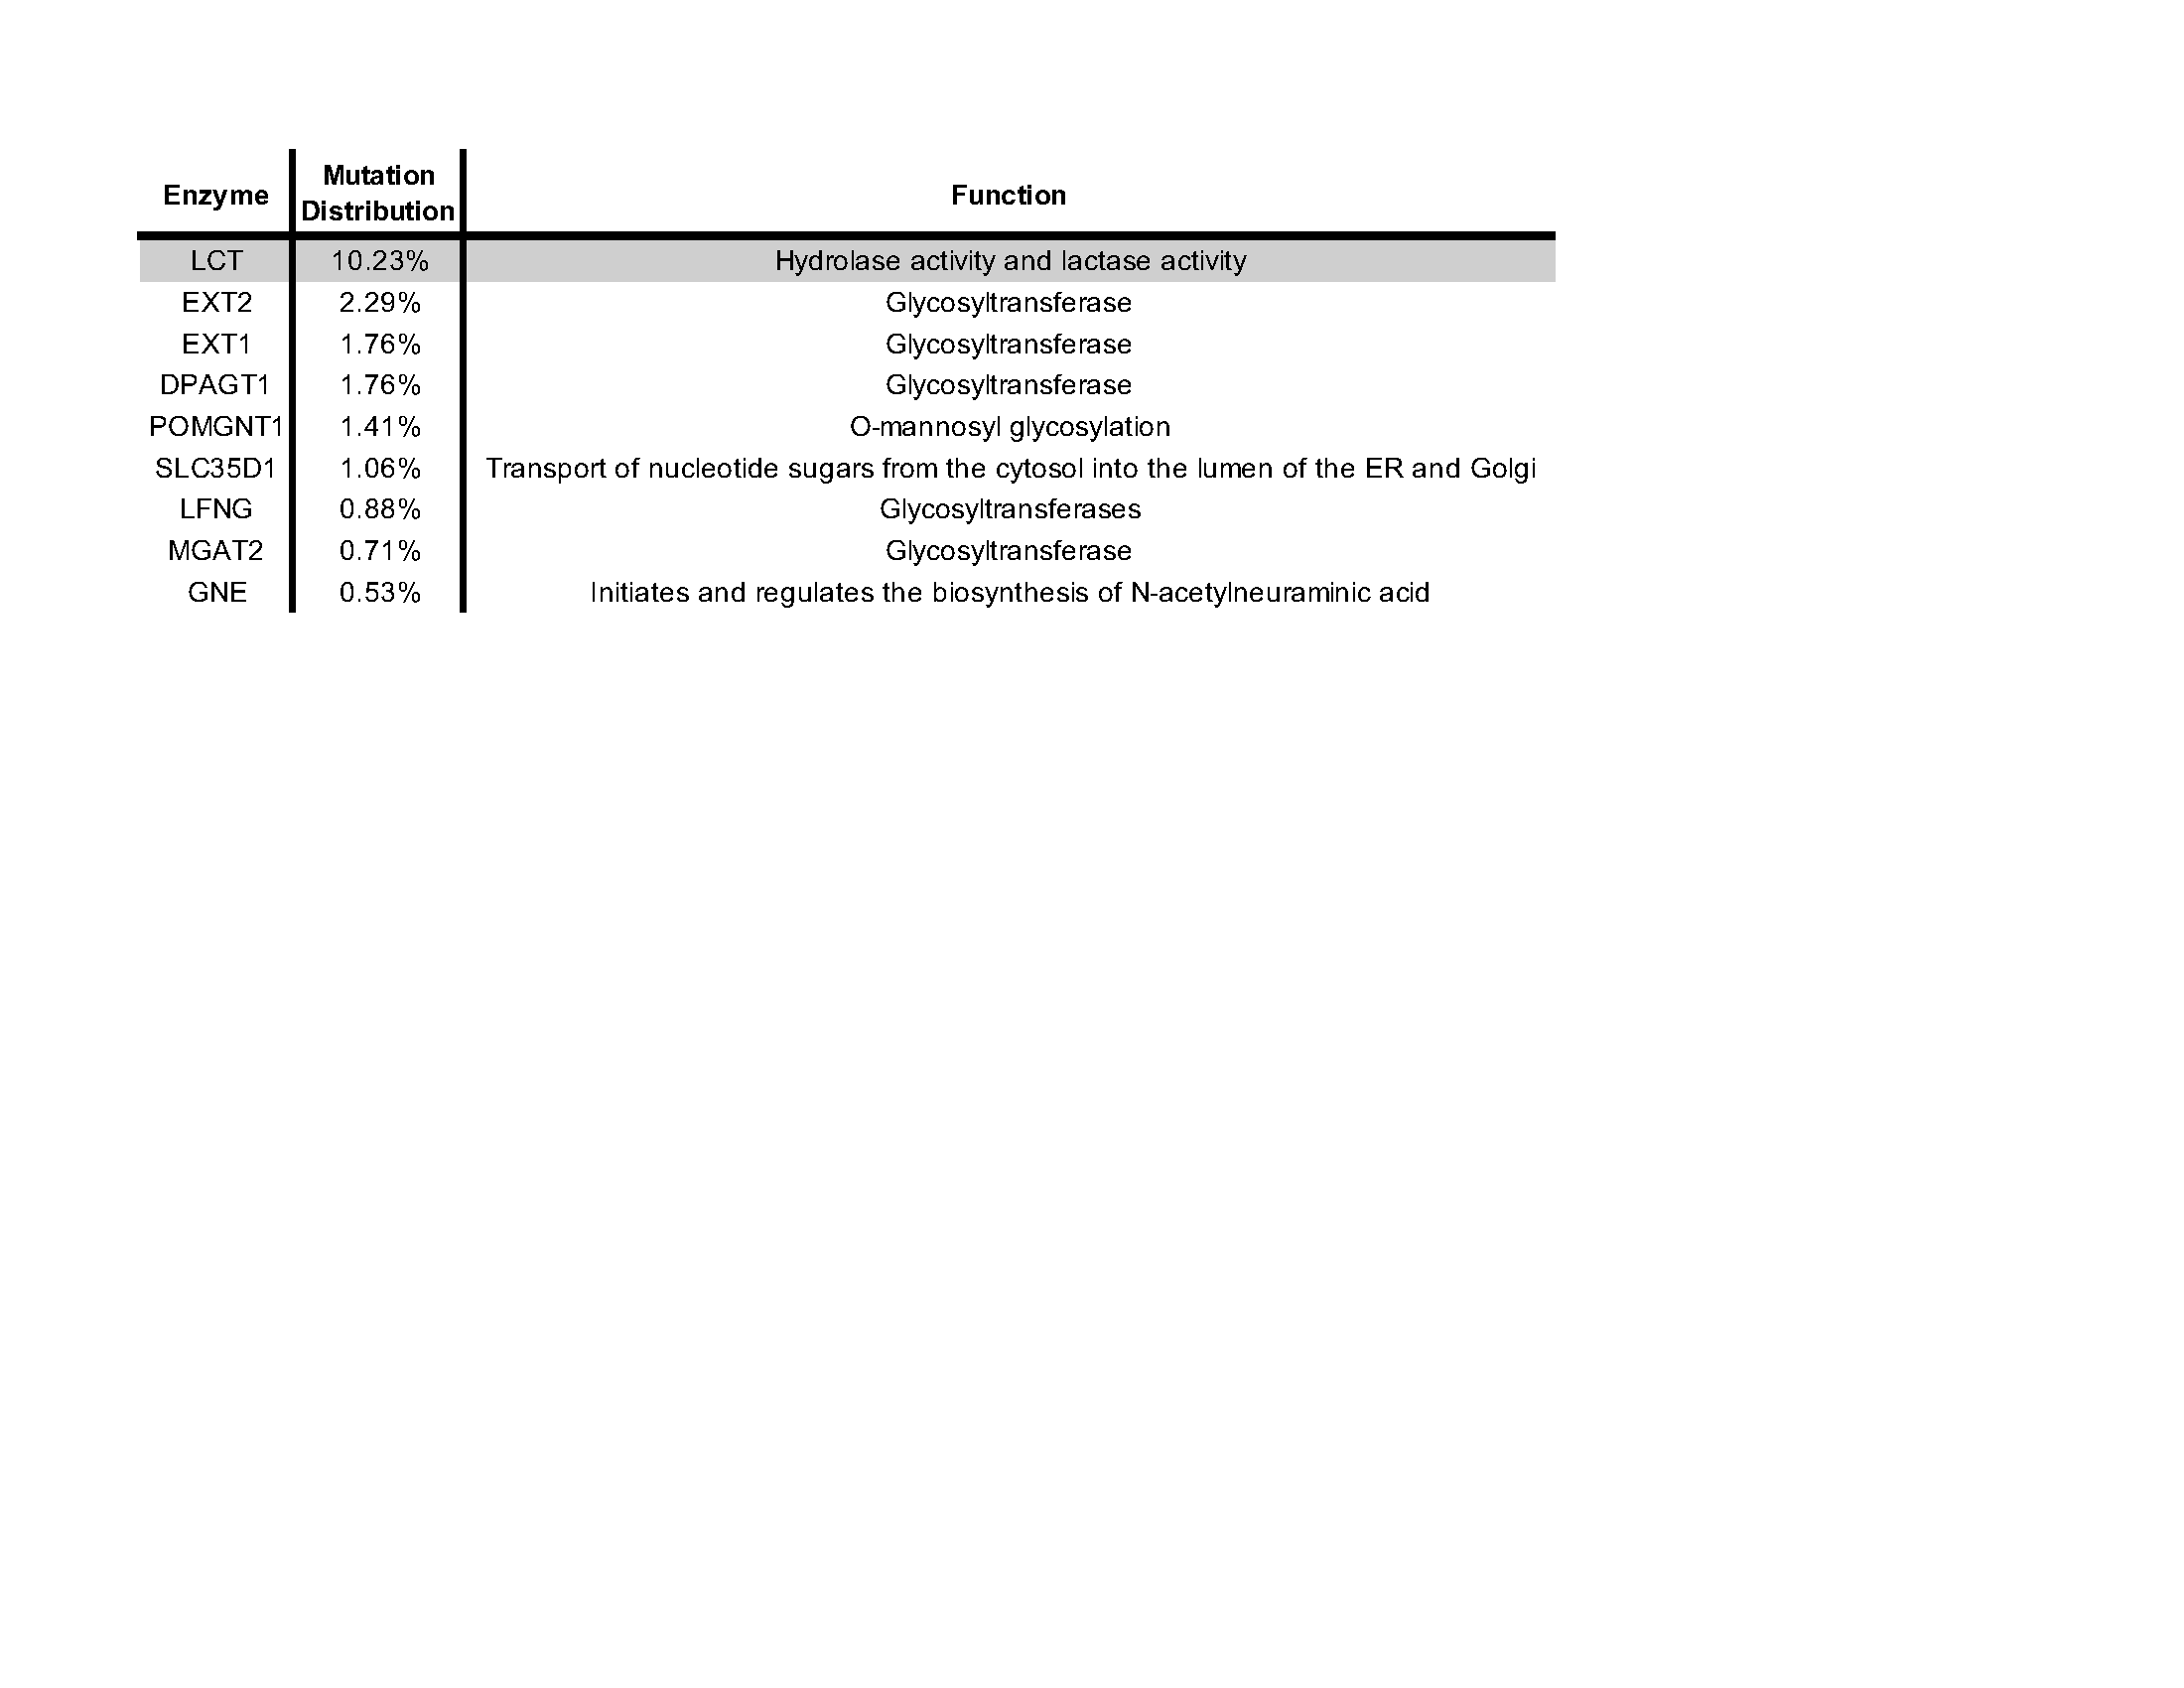 Enzyme Mutation Distribution Function
LCT 10.23% Hydrolase activity and lactase activity
EXT2 2.29% Glycosyltransferase
EXT1 1.76% Glycosyltransferase
DPAGT1 1.76% Glycosyltransferase
POMGNT1 1.41% O-mannosyl glycosylation
SLC35D1 1.06% Transport of nucleotide sugars from the cytosol into the lumen of the ER and Golgi
LFNG 0.88% Glycosyltransferases
MGAT2 0.71% Glycosyltransferase
GNE 0.53% Initiates and regulates the biosynthesis of N-acetylneuraminic acid